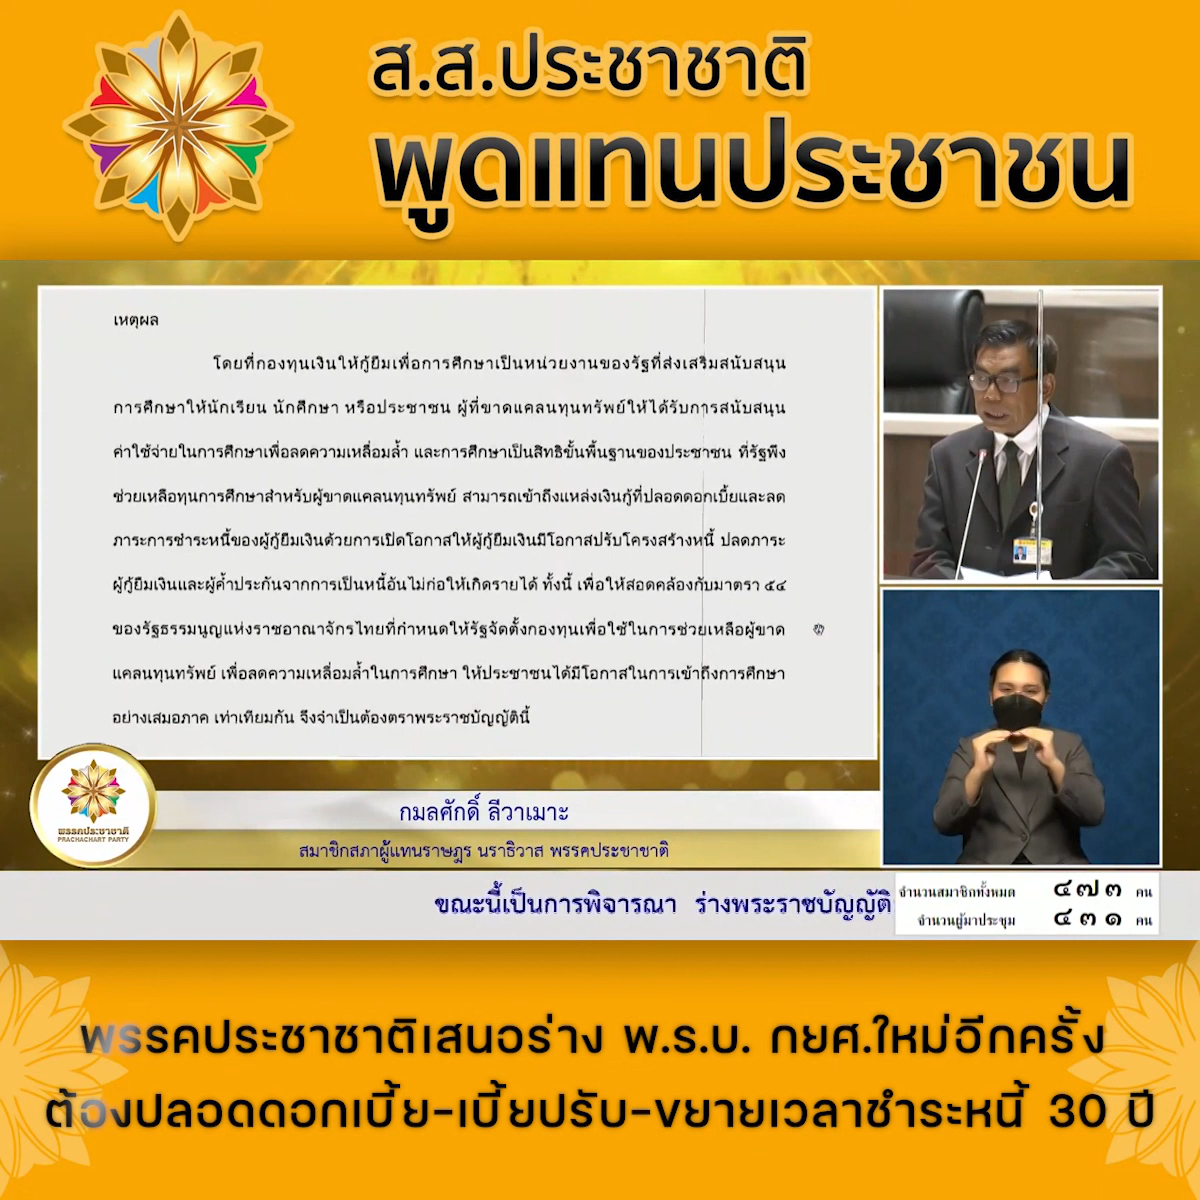 ส.ส.ประชาชาติ
พูดแทนประชาชน
เหตุผล
โดยที่กองทุนเงินให้กู้ยืมเพื่อการศึกษาเป็นหน่วยงานของรัฐที่ส่งเสริมสนับสนุน
การศึกษาให้นักเรียน นักศึกษา หรือประชาชน ผู้ที่ขาดแคลนทุนทรัพย์ให้ได้รับการสนับสนุน
ค่าใช้จ่ายในการศึกษาเพื่อลดความเหลื่อมล้ำ และการศึกษาเป็นสิทธิขั้นพื้นฐานของประชาชน ที่รัฐพึง
ช่วยเหลือทุนการศึกษาสำหรับผู้ขาดแคลนทุนทรัพย์ สามารถเข้าถึงแหล่งเงินกู้ที่ปลอดดอกเบี้ยและลด
ภาระการชำระหนี้ของผู้กู้ยืมเงินด้วยการเปิดโอกาสให้ผู้กู้ยืมเงินมีโอกาสปรับโครงสร้างหนี้ ปลดภาระ
ผู้กู้ยืมเงินและผู้ค้ำประกันจากการเป็นหนี้อันไม่ก่อให้เกิดรายได้ ทั้งนี้ เพื่อให้สอดคล้องกับมาตรา ๕๔
ของรัฐธรรมนูญแห่งราชอาณาจักรไทยที่กำหนดให้รัฐจัดตั้งกองทุนเพื่อใช้ในการช่วยเหลือผู้ขาด
แคลนทุนทรัพย์ เพื่อลดความเหลื่อมล้ำในการศึกษา ให้ประชาชนได้มีโอกาสในการเข้าถึงการศึกษา
อย่างเสมอภาค เท่าเทียมกัน จึงจำเป็นต้องตราพระราชบัญญัตินี้
พรรคประชาชาติ
PRACHACHART PARTY
กมลศักดิ์ ลีวาเมาะ
สมาชิกสภาผู้แทนราษฎร นราธิวาส พรรคประชาชาติ
ขณะนี้เป็นการพิจารณา ร่างพระราชบัญญัติ
จำนวนสมาชิกทั้งหมด ๔๗๓ คน
จำนวนผู้มาประชุม ๔๓๑ คน
พรรคประชาชาติเสนอร่าง พ.ร.บ. กยศ.ใหม่อีกครั้ง
ต้องปลอดดอกเบี้ย-เบี้ยปรับ-ขยายเวลาชำระหนี้ 30 ปี